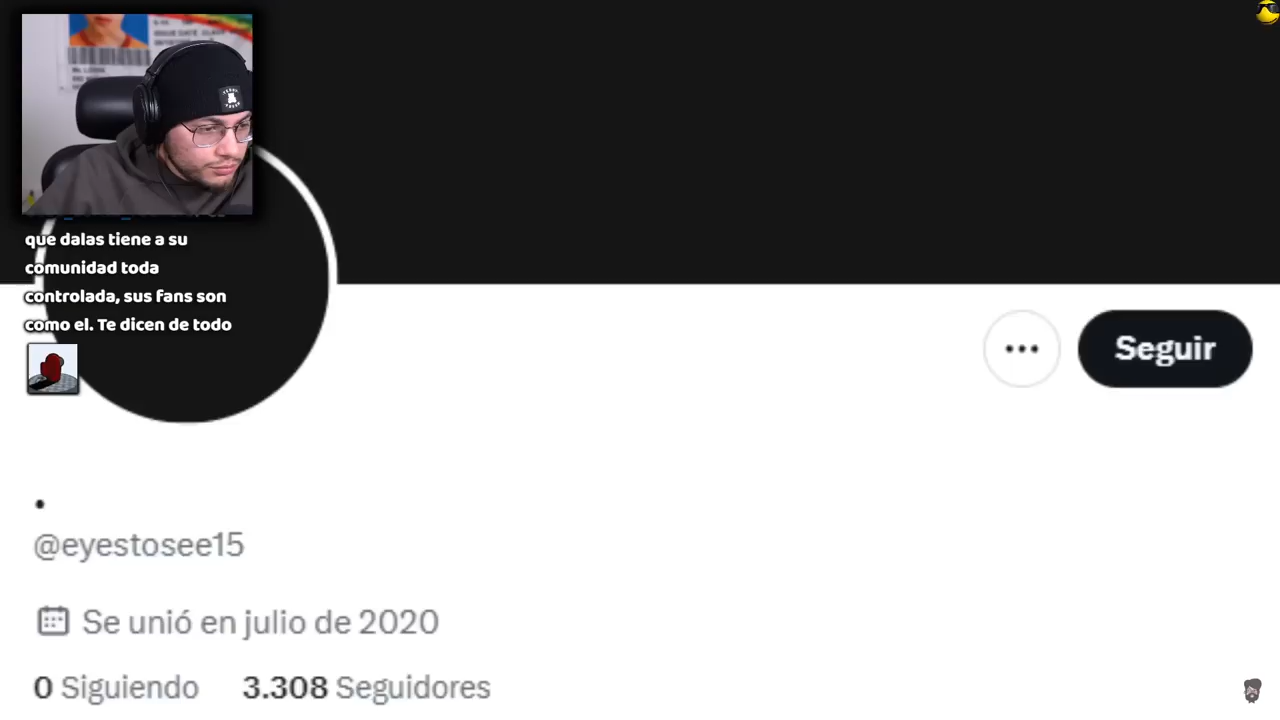 que dalas tiene a su
comunidad toda
controlada, sus fans son
como el. Te dicen de todo
Seguir
.
@eyestosee15
Se unió en julio de 2020
0 Siguiendo 3.308 Seguidores